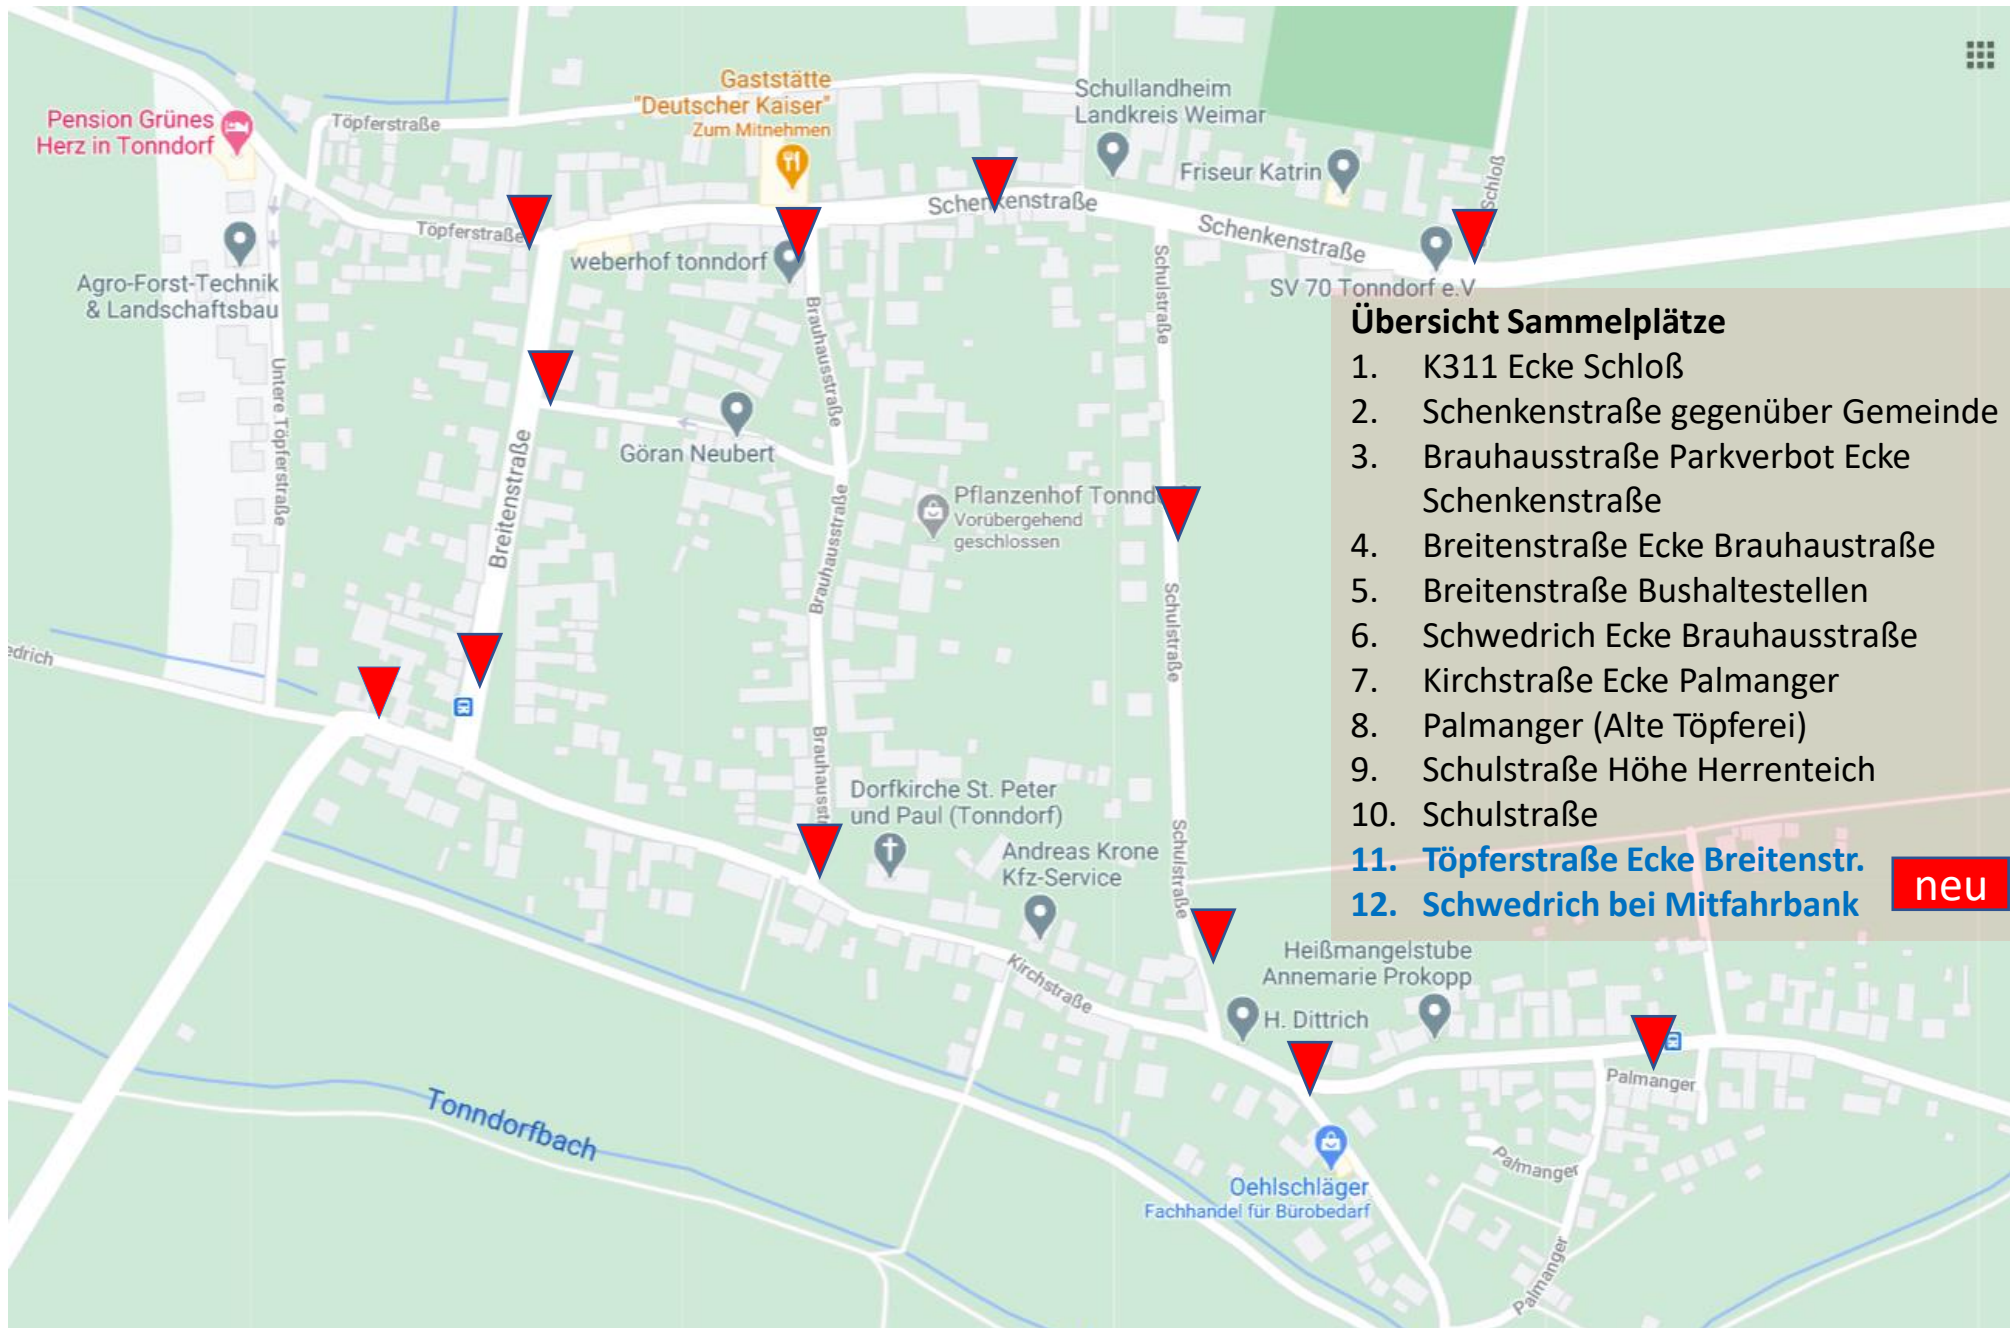 Gaststätte
"Deutscher Kaiser"
Zum Mitnehmen
Schullandheim
Landkreis Weimar
Pension Grünes
Herz in Tonndorf
Töpferstraße
Friseur Katrin
Schloß
Schenkenstraße
Töpferstraße
Schenkenstraße
weberhof tonndorf
SV 70 Tonndorf e.V
Agro-Forst-Technik
& Landschaftsbau
Schulstraße
Brauhausstraße
Untere Töpferstraße
Göran Neubert
Breitenstraße
Pflanzenhof Tonnd
Vorübergehend
geschlossen
Brauhausstraße
Schulstraße
edrich
Brauhausstr
Dorfkirche St. Peter
und Paul (Tonndorf)
Andreas Krone
Kfz-Service
Schulstraße
Kirchstraße
Heißmangelstube
Annemarie Prokopp
H. Dittrich
Palmanger
Tonndorfbach
Palmanger
Oehlschläger
Fachhandel für Bürobedarf
Palmanger
Übersicht Sammelplätze
1. K311 Ecke Schloß
2. Schenkenstraße gegenüber Gemeinde
3. Brauhausstraße Parkverbot Ecke
Schenkenstraße
4. Breitenstraße Ecke Brauhaustraße
5. Breitenstraße Bushaltestellen
6. Schwedrich Ecke Brauhausstraße
7. Kirchstraße Ecke Palmanger
8. Palmanger (Alte Töpferei)
9. Schulstraße Höhe Herrenteich
10. Schulstraße
11. Töpferstraße Ecke Breitenstr.
12. Schwedrich bei Mitfahrbank
neu